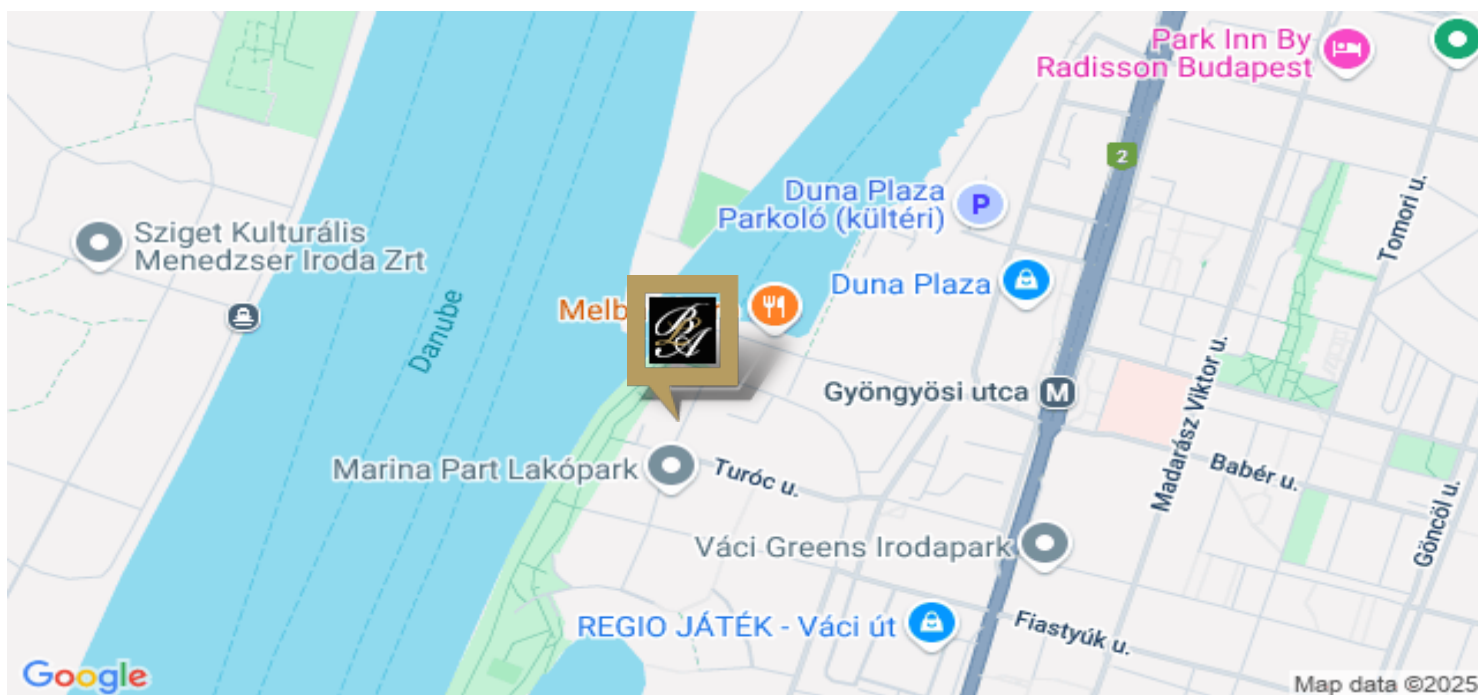 Park Inn By
Radisson Budapest
2
Duna Plaza
Parkoló (kültéri)
P
Tomori u.
Sziget Kulturális
Menedzser Iroda Zrt
Duna Plaza
Danube
BA
Gyöngyösi utca
M
Madarász Viktor u.
Marina Part Lakópark
Turóc u.
Babér u.
Göncöl u.
Váci Greens Irodapark
REGIO JÁTÉK - Váci út
Fiastyúk u.
Google
Map data ©2025